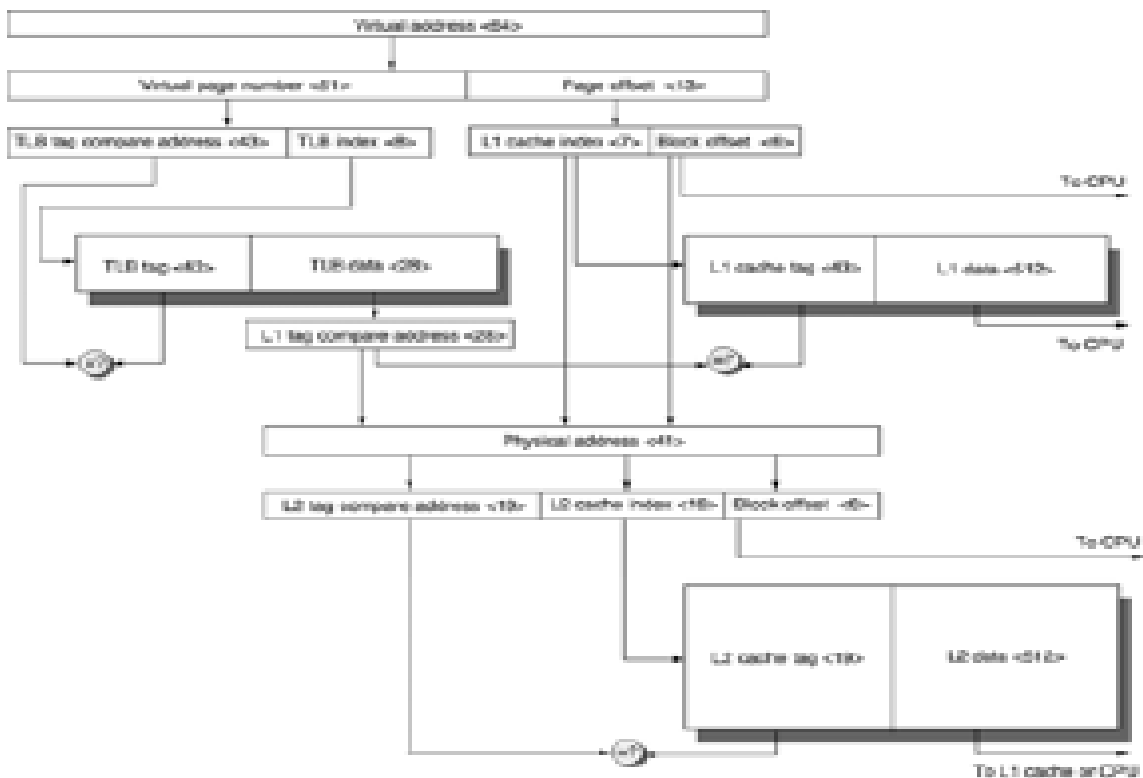 Virtual address <64>
Virtual page number <51>
Page offset <13>
TLB tag compare address <43>
TLB index <8>
L1 cache index <7>
Block offset <6>
To CPU
TLB tag <43>
TLB data <28>
L1 cache tag <43>
L1 data <512>
L1 tag compare address <28>
To CPU
=?
=?
Physical address <41>
L2 tag compare address <19>
L2 cache index <16>
Block offset <6>
To CPU
L2 cache tag <19>
L2 data <512>
=?
To L1 cache or CPU